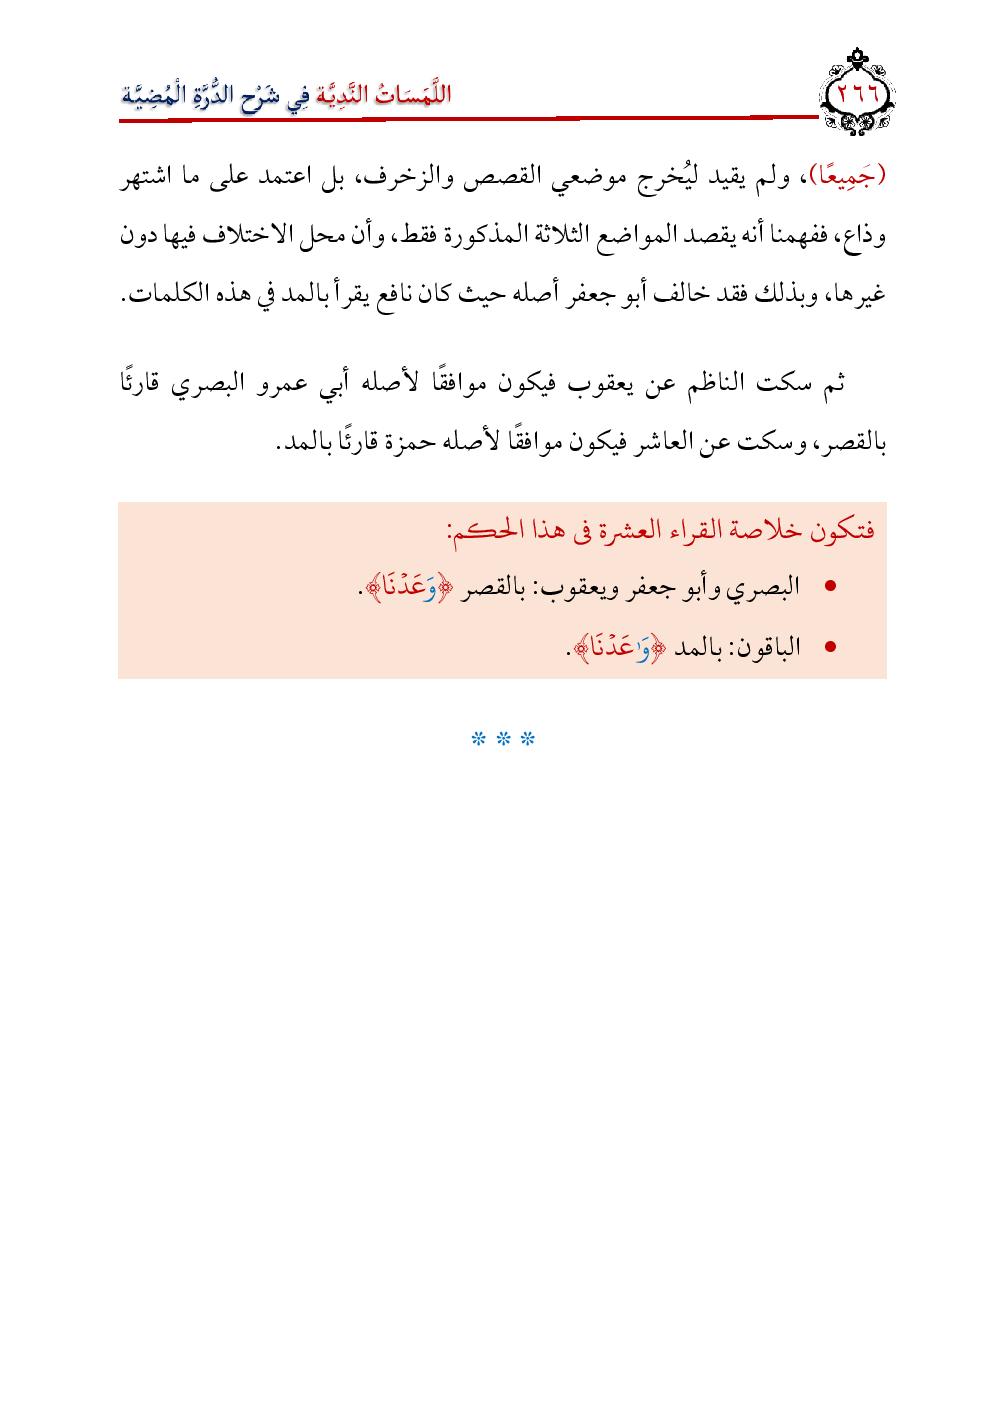 ٢٦٦
اللَّمَسَاتُ النَّدِيَّة فِي شَرْح الدُّرَّةِ الْمُضِيَّة
(جَمِيعًا)، ولم يقيد ليُخرج موضعي القصص والزخرف، بل اعتمد على ما اشتهر
وذاع، ففهمنا أنه يقصد المواضع الثلاثة المذكورة فقط، وأن محل الاختلاف فيها دون
غيرها، وبذلك فقد خالف أبو جعفر أصله حيث كان نافع يقرأ بالمد في هذه الكلمات.
ثم سكت الناظم عن يعقوب فيكون موافقًا لأصله أبي عمرو البصري قارئًا
بالقصر، وسكت عن العاشر فيكون موافقًا لأصله حمزة قارئًا بالمد.
فتكون خلاصة القراء العشرة فى هذا الحكم:
• البصري وأبو جعفر ويعقوب: بالقصر ﴿وَعَدْنَا﴾.
• الباقون: بالمد ﴿وَٰعَدْنَا﴾.
* * *